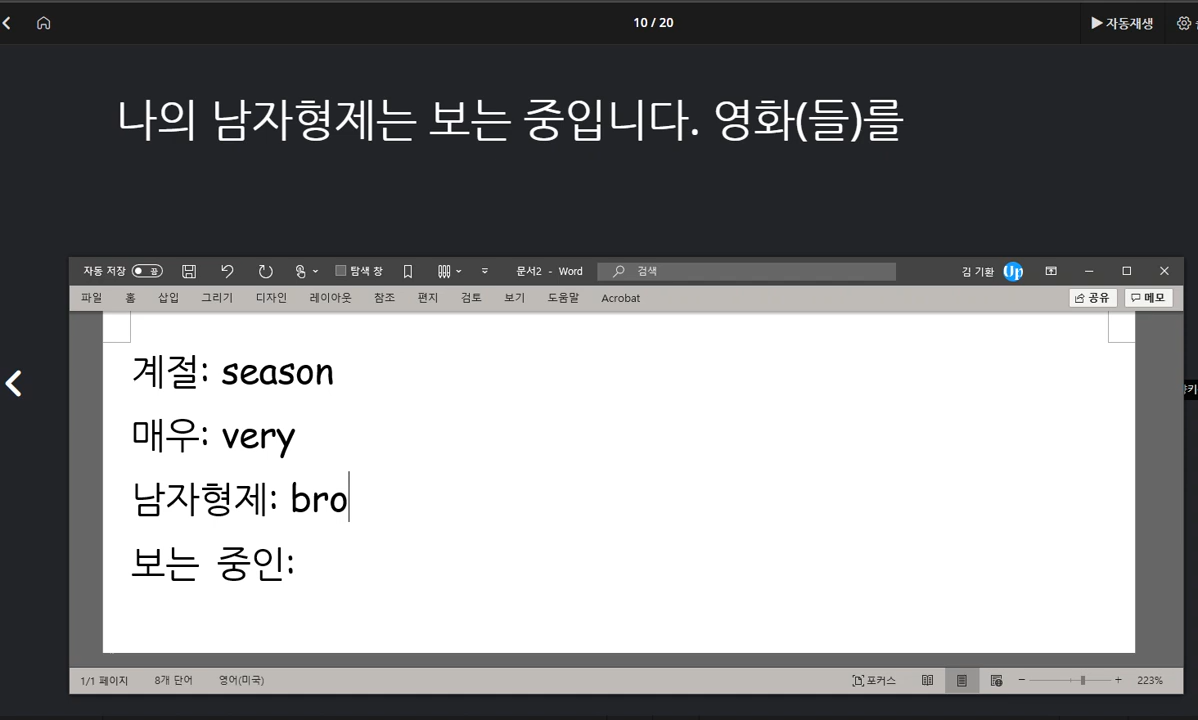 10 / 20
▶ 자동재생
나의 남자형제는 보는 중입니다. 영화(들)를
자동 저장 끔 탐색 창 문서2 - Word 검색 김 기환 Up
파일 홈 삽입 그리기 디자인 레이아웃 참조 편지 검토 보기 도움말 Acrobat 공유 메모
계절: season
매우: very
남자형제: bro
보는 중인:
1/1 페이지 8개 단어 영어(미국) 포커스 − + 223%